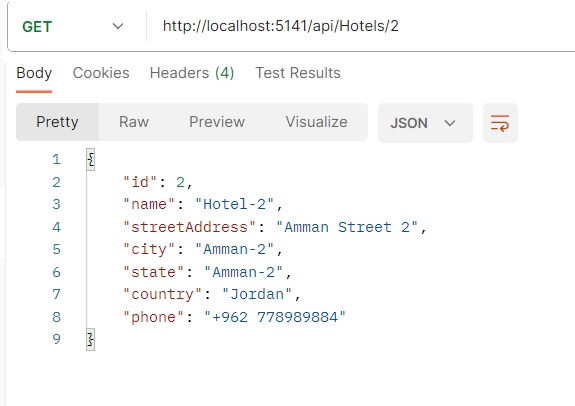 GET http://localhost:5141/api/Hotels/2
Body Cookies Headers (4) Test Results
Pretty Raw Preview Visualize JSON
1 {
2 "id": 2,
3 "name": "Hotel-2",
4 "streetAddress": "Amman Street 2",
5 "city": "Amman-2",
6 "state": "Amman-2",
7 "country": "Jordan",
8 "phone": "+962 778989884"
9 }